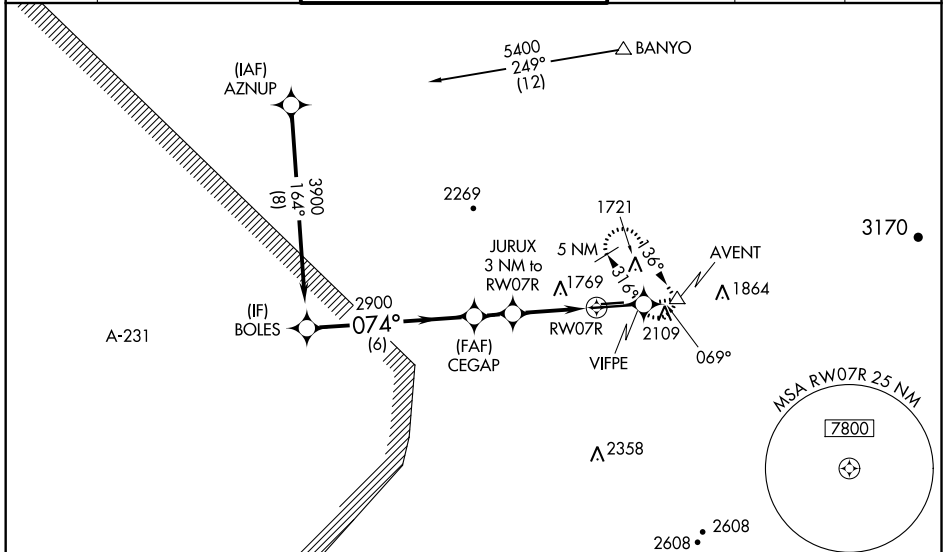 5400
249°
(12)
BANYO
(IAF)
AZNUP
3900
164°
(8)
2269
1721
3170
JURUX
3 NM to
RW07R
5 NM
136°
316°
AVENT
1769
1864
2900
074°
(6)
(IF)
BOLES
A-231
(FAF)
CEGAP
RW07R
VIFPE
2109
069°
MSA RW07R 25 NM
7800
2358
2608
2608